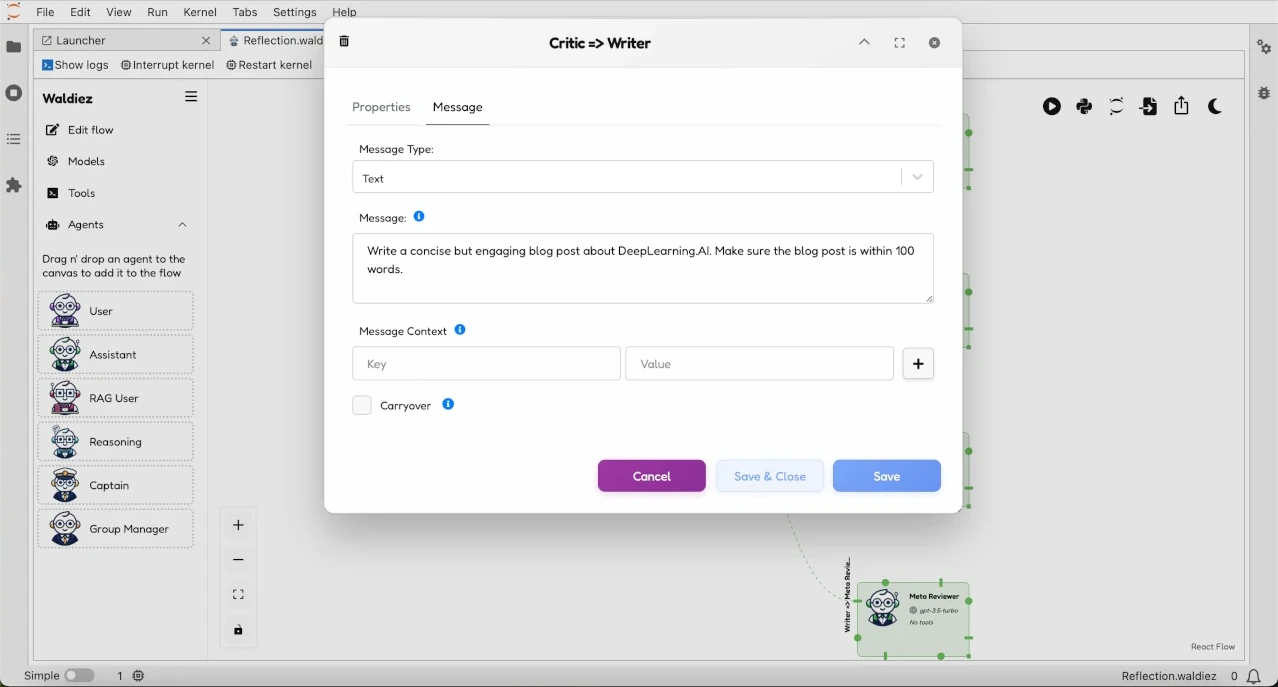 File Edit View Run Kernel Tabs Settings Help
Launcher
Reflection.wald
Show logs Interrupt kernel Restart kernel
Waldiez
Edit flow
Models
Tools
Agents
Drag n' drop an agent to the
canvas to add it to the flow
User
Assistant
RAG User
Reasoning
Captain
Group Manager
Critic => Writer
Properties Message
Message Type:
Text
Message:
Write a concise but engaging blog post about DeepLearning.AI. Make sure the blog post is within 100
words.
Message Context
Key Value
+
Carryover
Cancel Save & Close Save
Writer => Meta Revie...
Meta Reviewer
gpt-3.5-turbo
No tools
React Flow
Simple 1 Reflection.waldiez 0